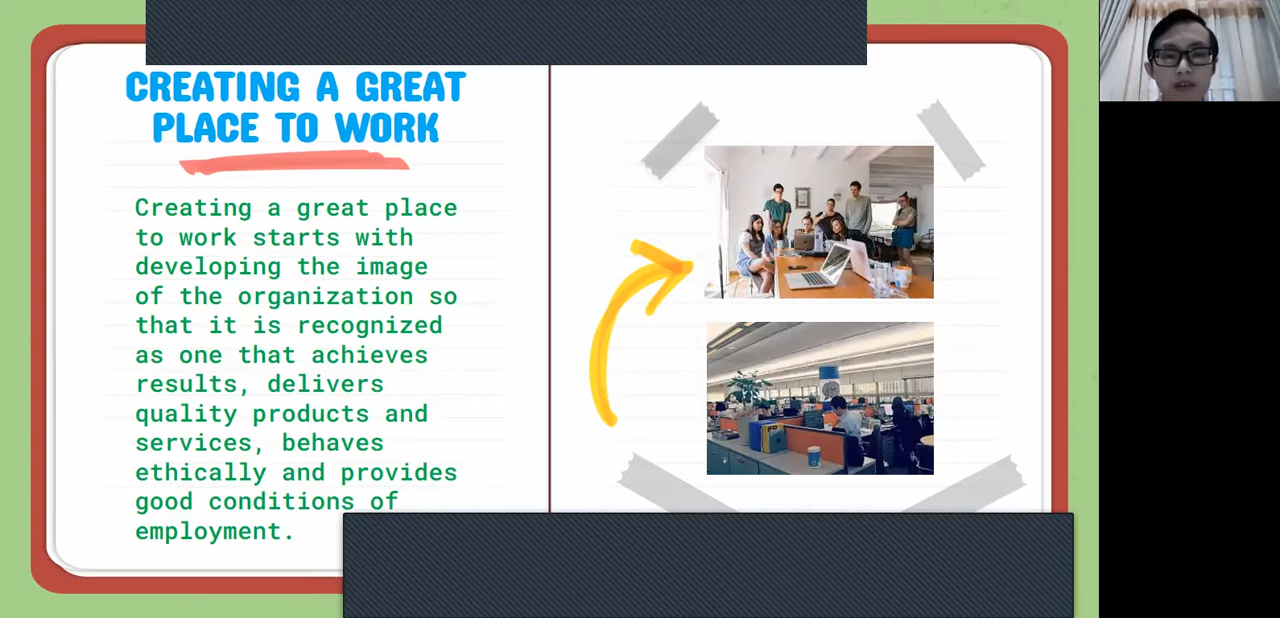 CREATING A GREAT
PLACE TO WORK
Creating a great place
to work starts with
developing the image
of the organization so
that it is recognized
as one that achieves
results, delivers
quality products and
services, behaves
ethically and provides
good conditions of
employment.